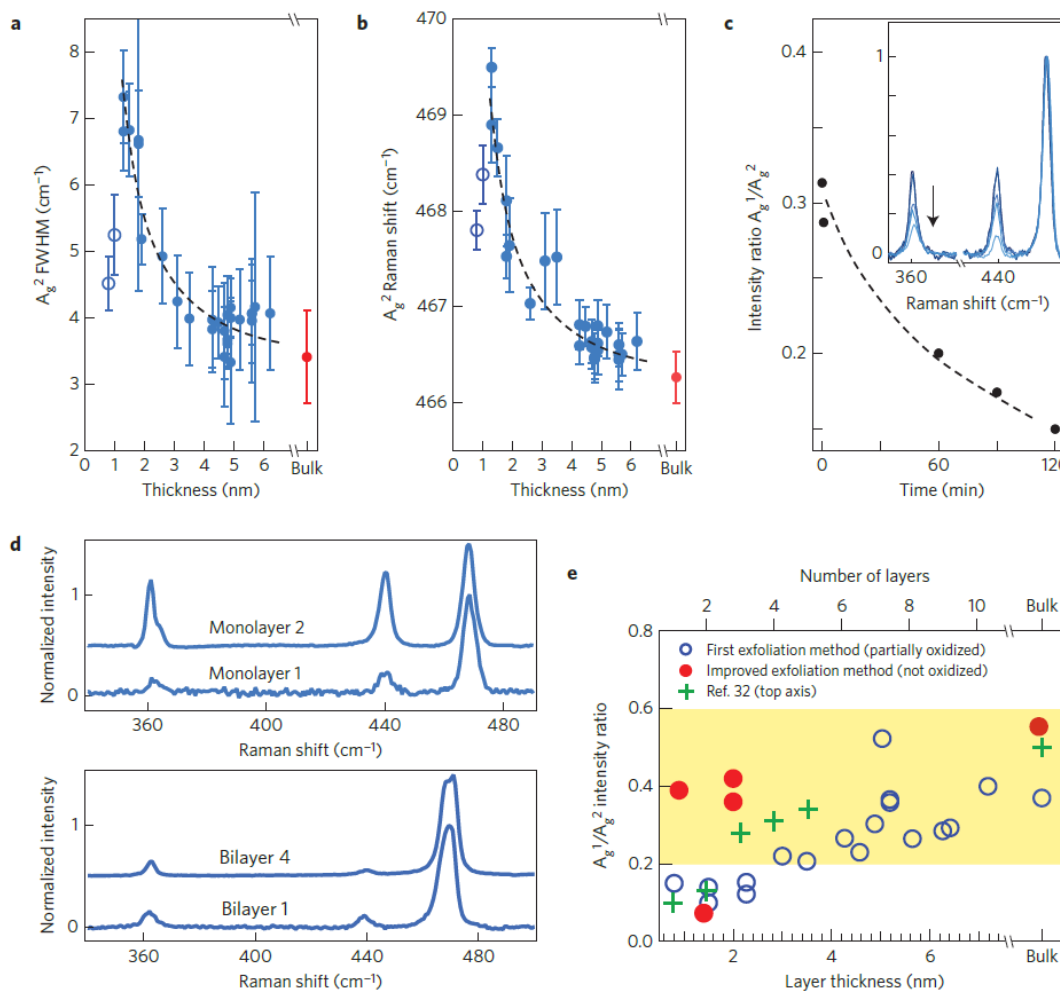 a
8
7
6
5
4
3
2
A_g^2 FWHM (cm⁻¹)
0 1 2 3 4 5 6 Bulk
Thickness (nm)
b
470
469
468
467
466
A_g^2 Raman shift (cm⁻¹)
0 1 2 3 4 5 6 Bulk
Thickness (nm)
c
0.4
0.3
0.2
Intensity ratio A_g^1/A_g^2
1
0
360 440
Raman shift (cm⁻¹)
0 60 120
Time (min)
d
Normalized intensity
1
0
Monolayer 2
Monolayer 1
360 400 440 480
Raman shift (cm⁻¹)
Normalized intensity
1
0
Bilayer 4
Bilayer 1
360 400 440 480
Raman shift (cm⁻¹)
e
Number of layers
2 4 6 8 10 Bulk
First exfoliation method (partially oxidized)
Improved exfoliation method (not oxidized)
Ref. 32 (top axis)
0.8
0.6
0.4
0.2
0.0
A_g^1/A_g^2 intensity ratio
2 4 6 Bulk
Layer thickness (nm)